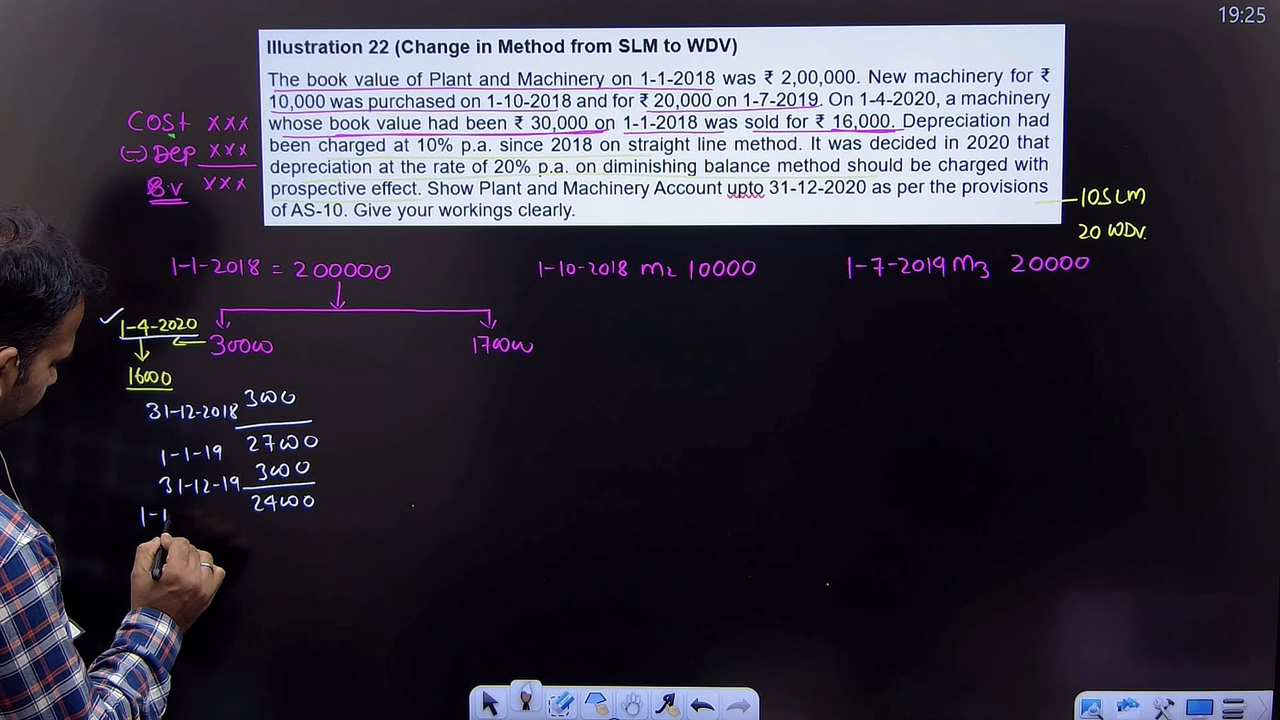 19:25
Illustration 22 (Change in Method from SLM to WDV)
The book value of Plant and Machinery on 1-1-2018 was ₹ 2,00,000. New machinery for ₹
10,000 was purchased on 1-10-2018 and for ₹ 20,000 on 1-7-2019. On 1-4-2020, a machinery
whose book value had been ₹ 30,000 on 1-1-2018 was sold for ₹ 16,000. Depreciation had
been charged at 10% p.a. since 2018 on straight line method. It was decided in 2020 that
depreciation at the rate of 20% p.a. on diminishing balance method should be charged with
prospective effect. Show Plant and Machinery Account upto 31-12-2020 as per the provisions
of AS-10. Give your workings clearly.
Cost xxx
(-) Dep xxx
B.V xxx
10 SLM
20 WDV.
1-1-2018 = 200000
1-10-2018 M2 10000
1-7-2019 M3 20000
1-4-2020
30000
170000
16000
31-12-2018 3000
1-1-19 27000
31-12-19 3000
24000
1-1